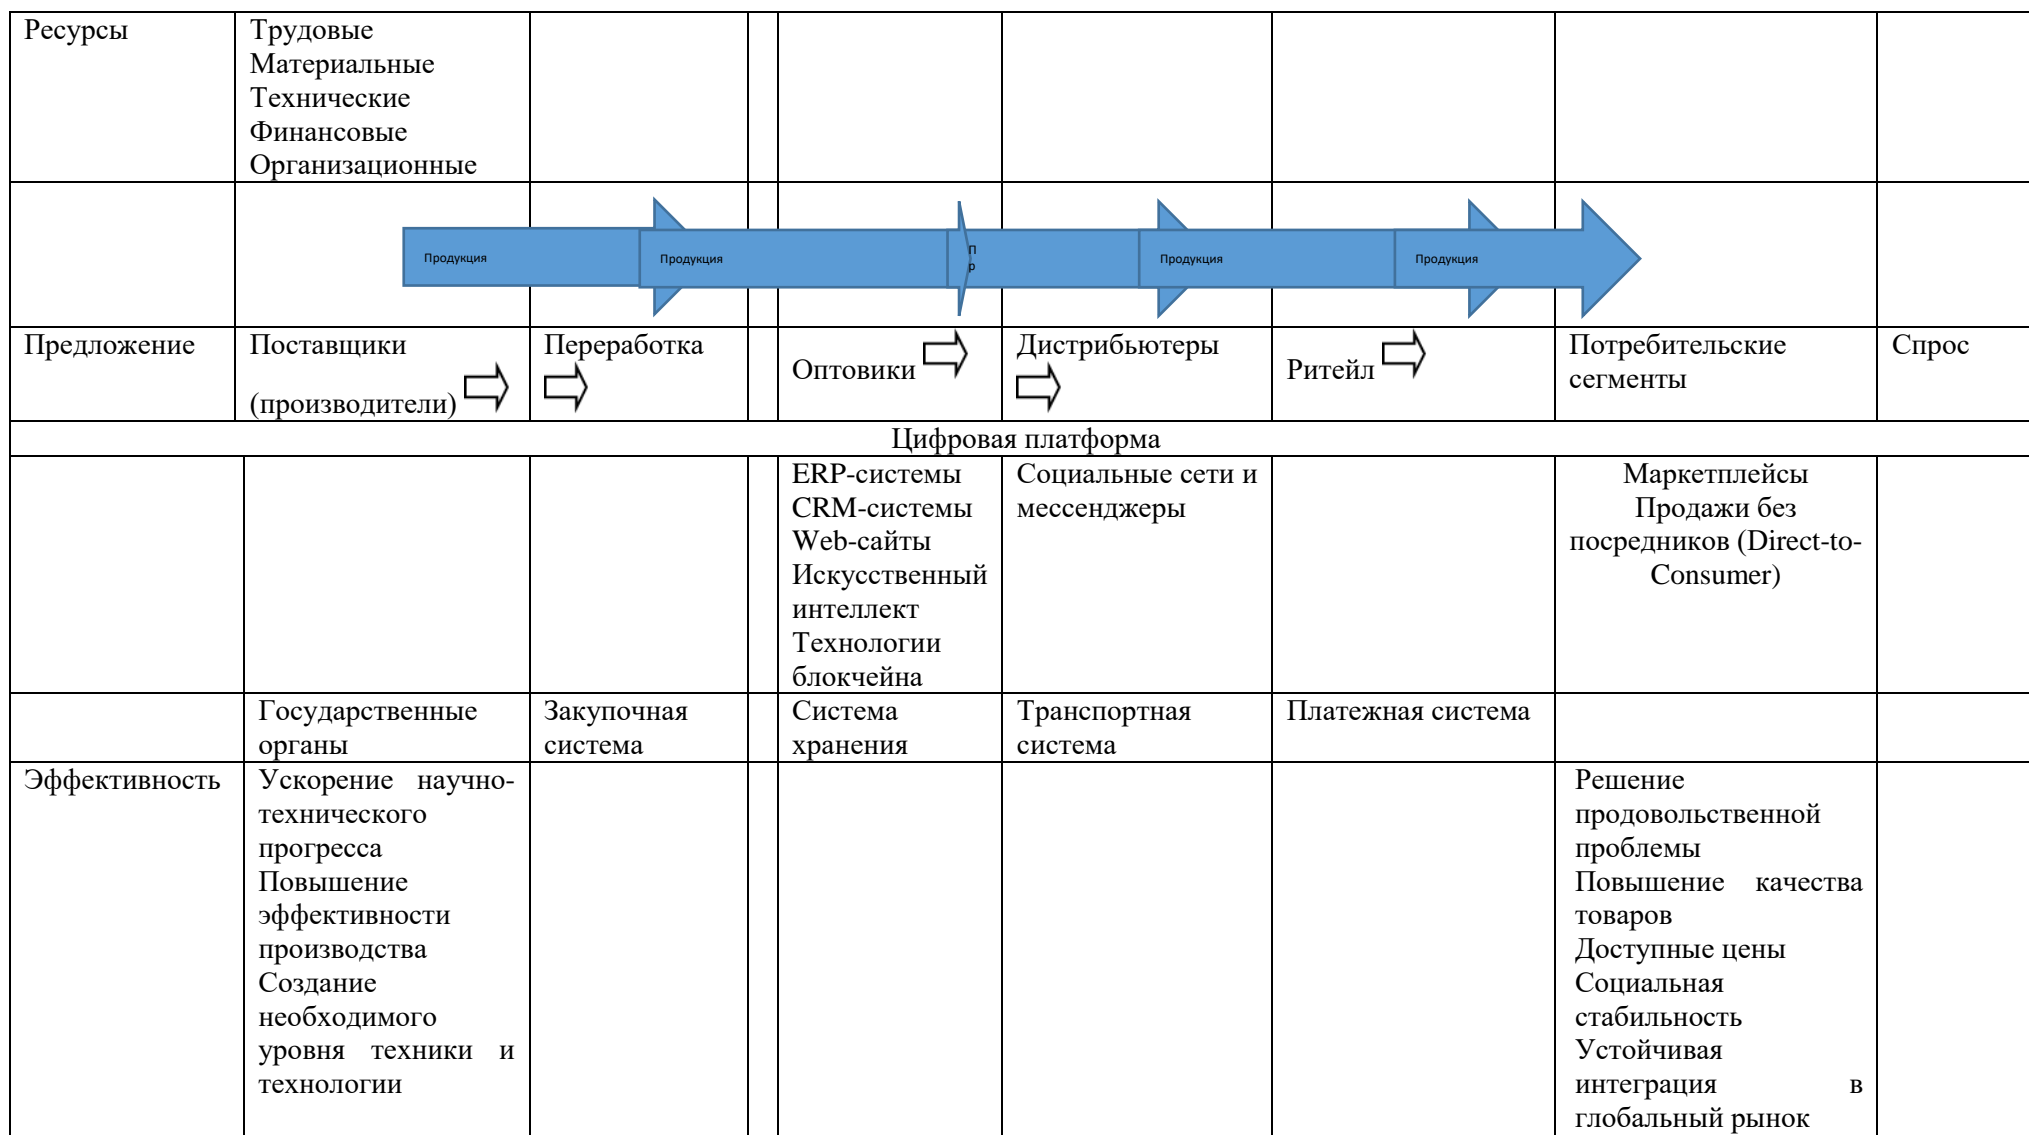 Ресурсы
Трудовые
Материальные
Технические
Финансовые
Организационные
Продукция
Продукция
П
р
Продукция
Продукция
Предложение
Поставщики
(производители)
Переработка
Оптовики
Дистрибьютеры
Ритейл
Потребительские
сегменты
Спрос
Цифровая платформа
ERP-системы
CRM-системы
Web-сайты
Искусственный
интеллект
Технологии
блокчейна
Социальные сети и
мессенджеры
Маркетплейсы
Продажи без
посредников (Direct-to-
Consumer)
Государственные
органы
Закупочная
система
Система
хранения
Транспортная
система
Платежная система
Эффективность
Ускорение научно-
технического
прогресса
Повышение
эффективности
производства
Создание
необходимого
уровня техники и
технологии
Решение
продовольственной
проблемы
Повышение качества
товаров
Доступные цены
Социальная
стабильность
Устойчивая
интеграция в
глобальный рынок